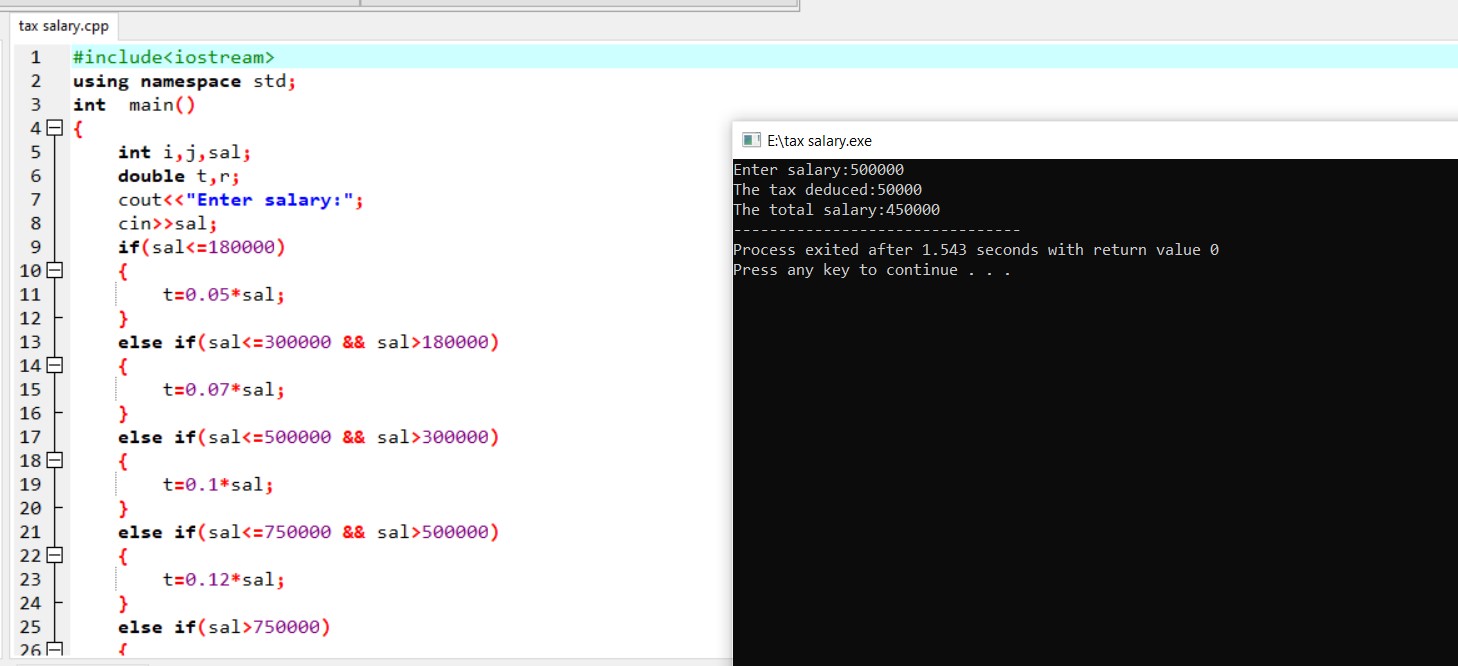 tax salary.cpp
1 #include<iostream>
2 using namespace std;
3 int  main()
4 {
5     int i,j,sal;
6     double t,r;
7     cout<<"Enter salary:";
8     cin>>sal;
9     if(sal<=180000)
10     {
11         t=0.05*sal;
12     }
13     else if(sal<=300000 && sal>180000)
14     {
15         t=0.07*sal;
16     }
17     else if(sal<=500000 && sal>300000)
18     {
19         t=0.1*sal;
20     }
21     else if(sal<=750000 && sal>500000)
22     {
23         t=0.12*sal;
24     }
25     else if(sal>750000)
26     {
E:\tax salary.exe
Enter salary:500000
The tax deduced:50000
The total salary:450000
--------------------------------
Process exited after 1.543 seconds with return value 0
Press any key to continue . . .